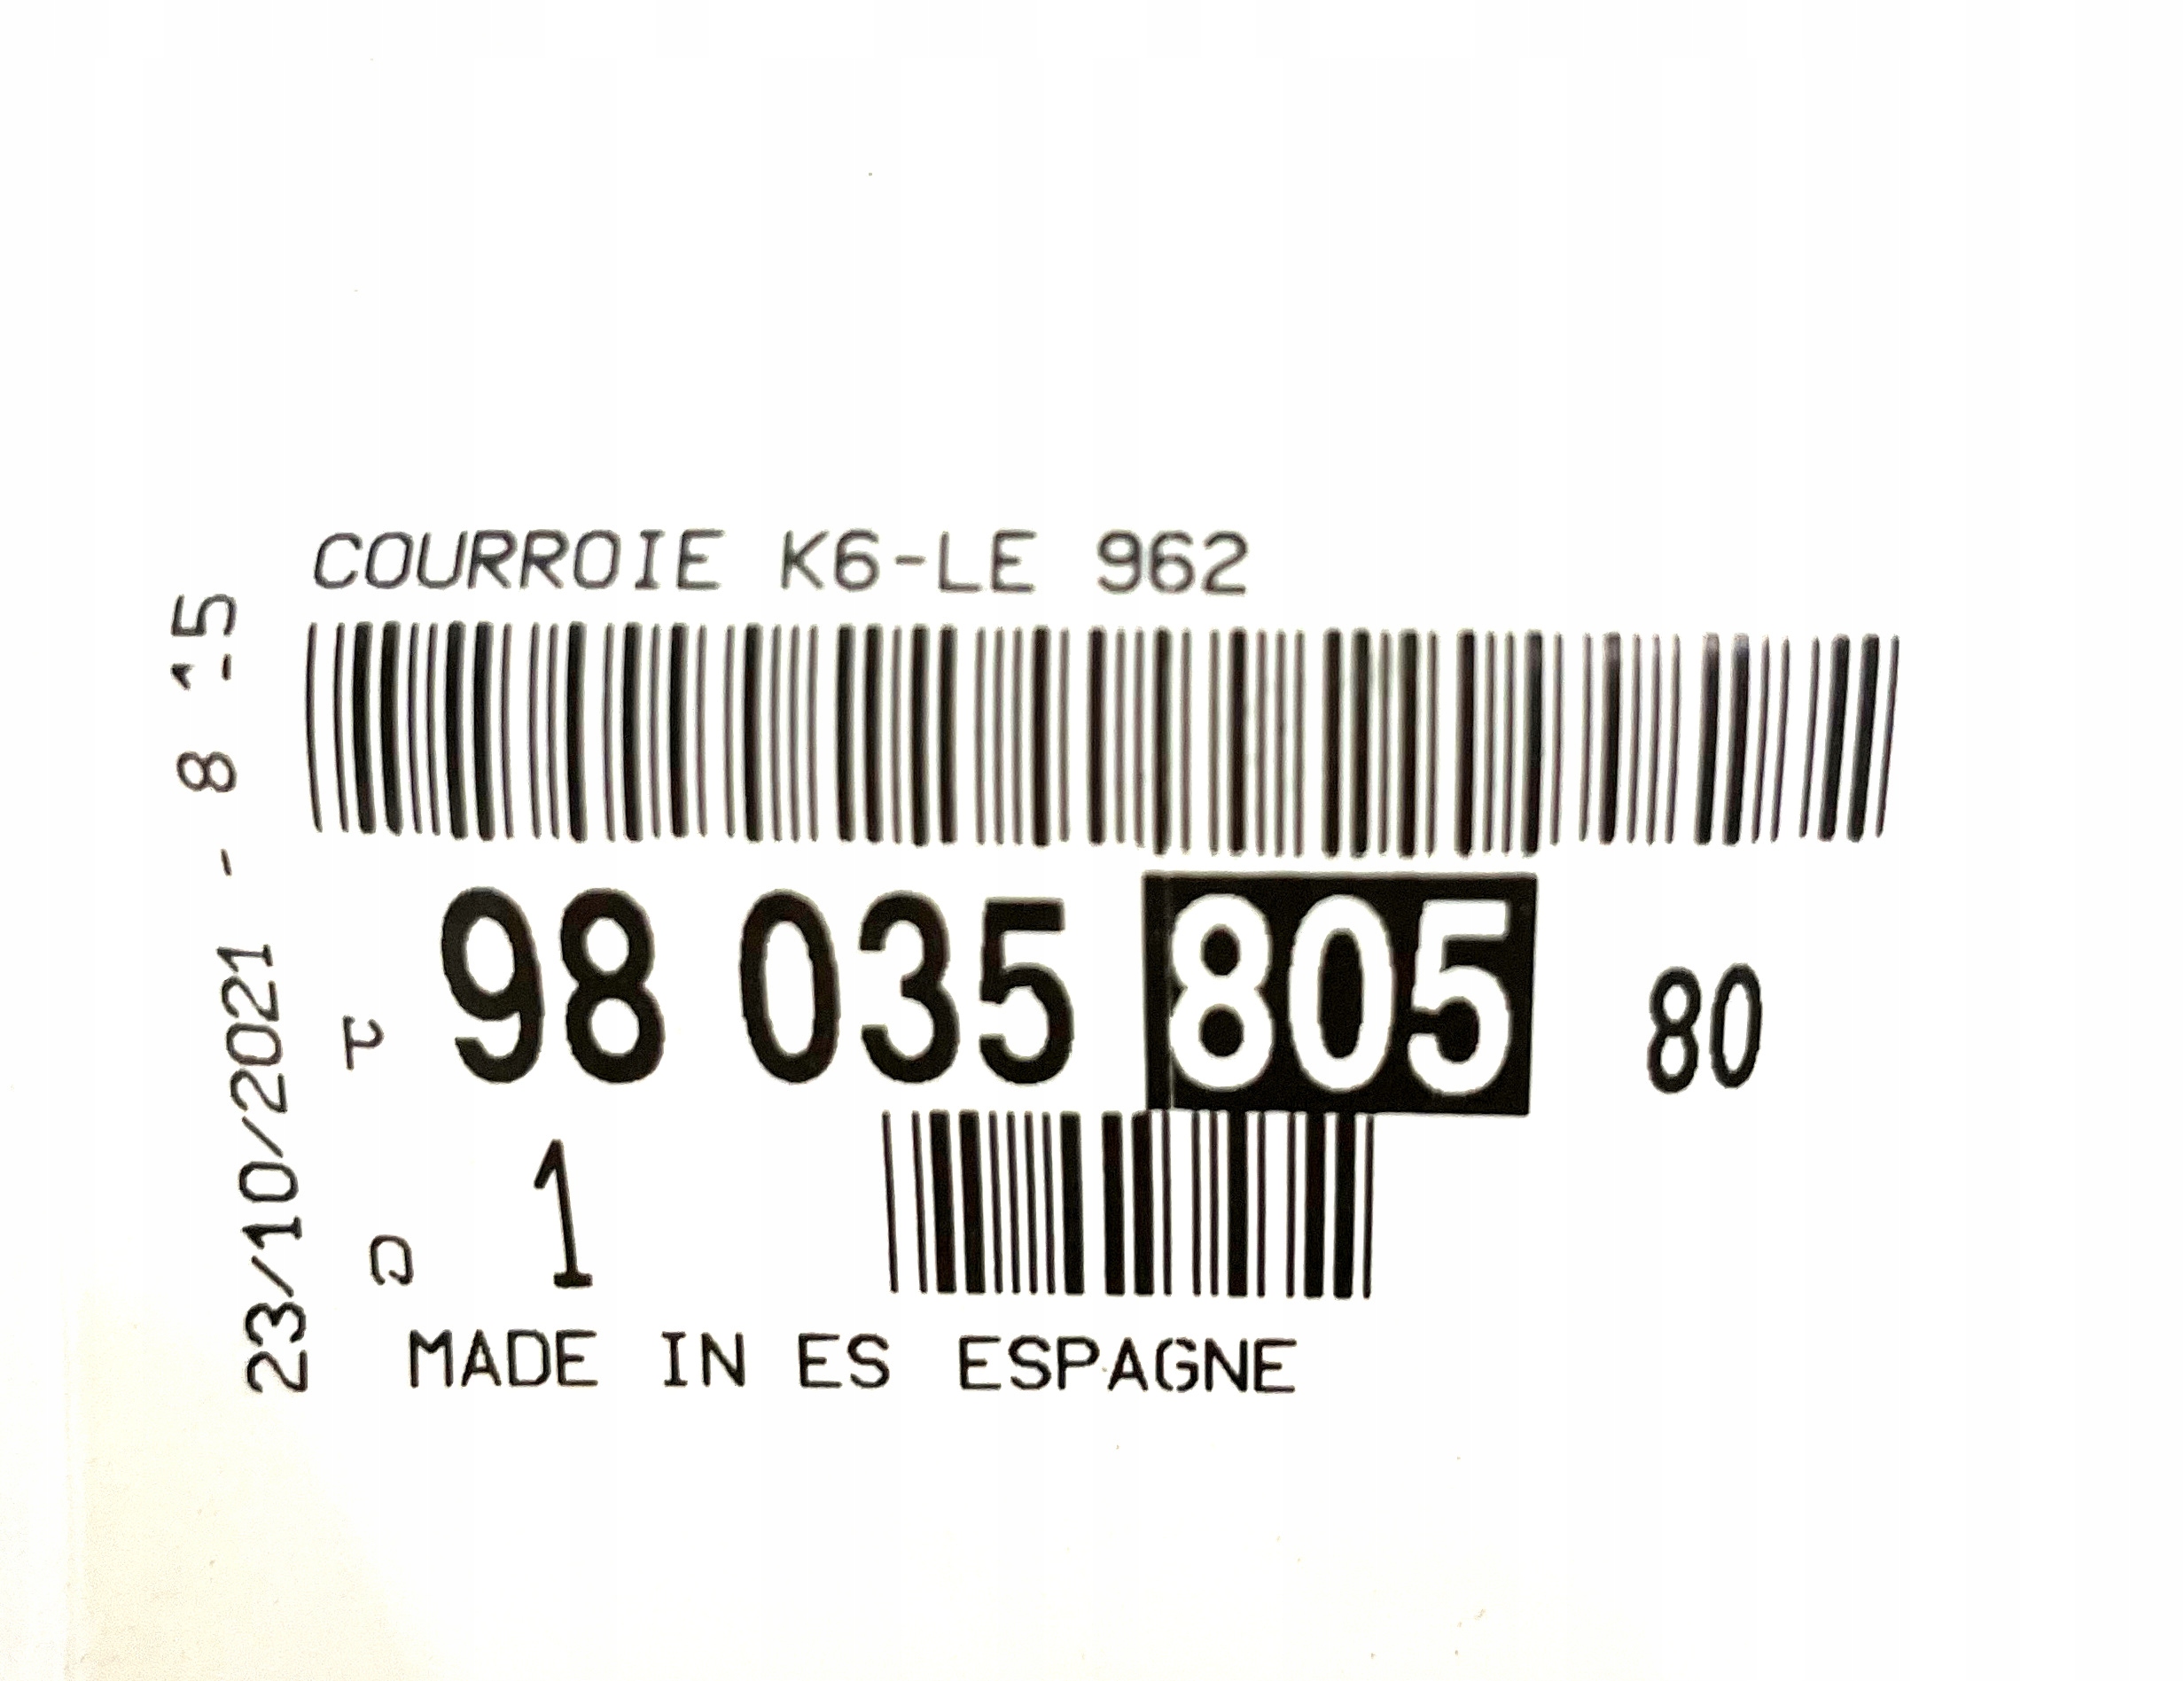 COURROIE K6-LE 962
98 035 805 80
1
MADE IN ES ESPAGNE
23/10/2021 - 8 15